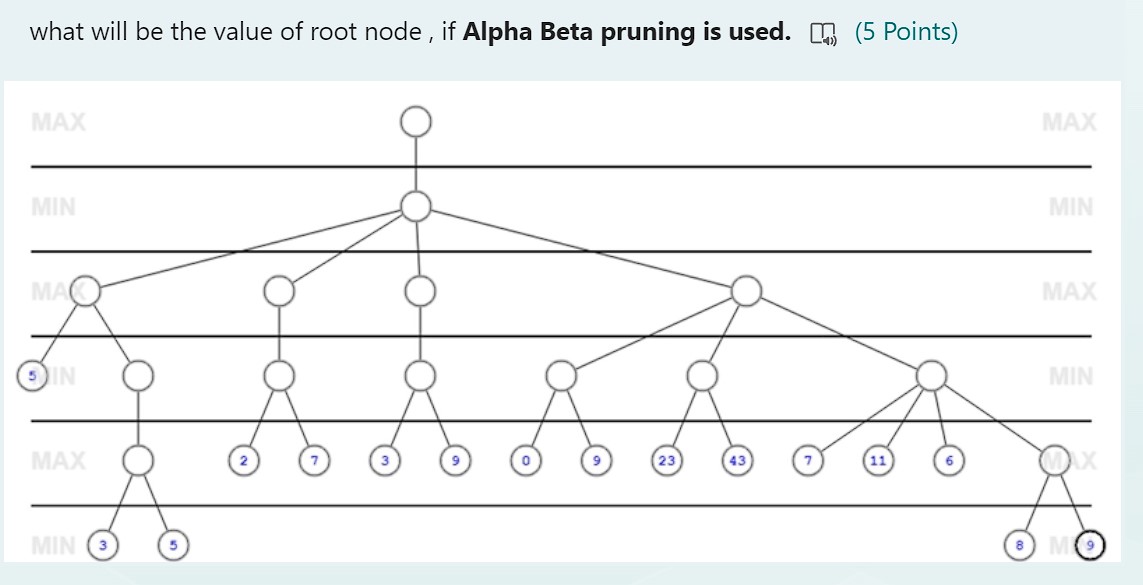 what will be the value of root node , if Alpha Beta pruning is used. (5 Points)
MAX MAX
MIN MIN
MAX MAX
5 MIN MIN
MAX 2 7 3 9 0 9 23 43 7 11 6 MAX
MIN 3 5 8 M 9